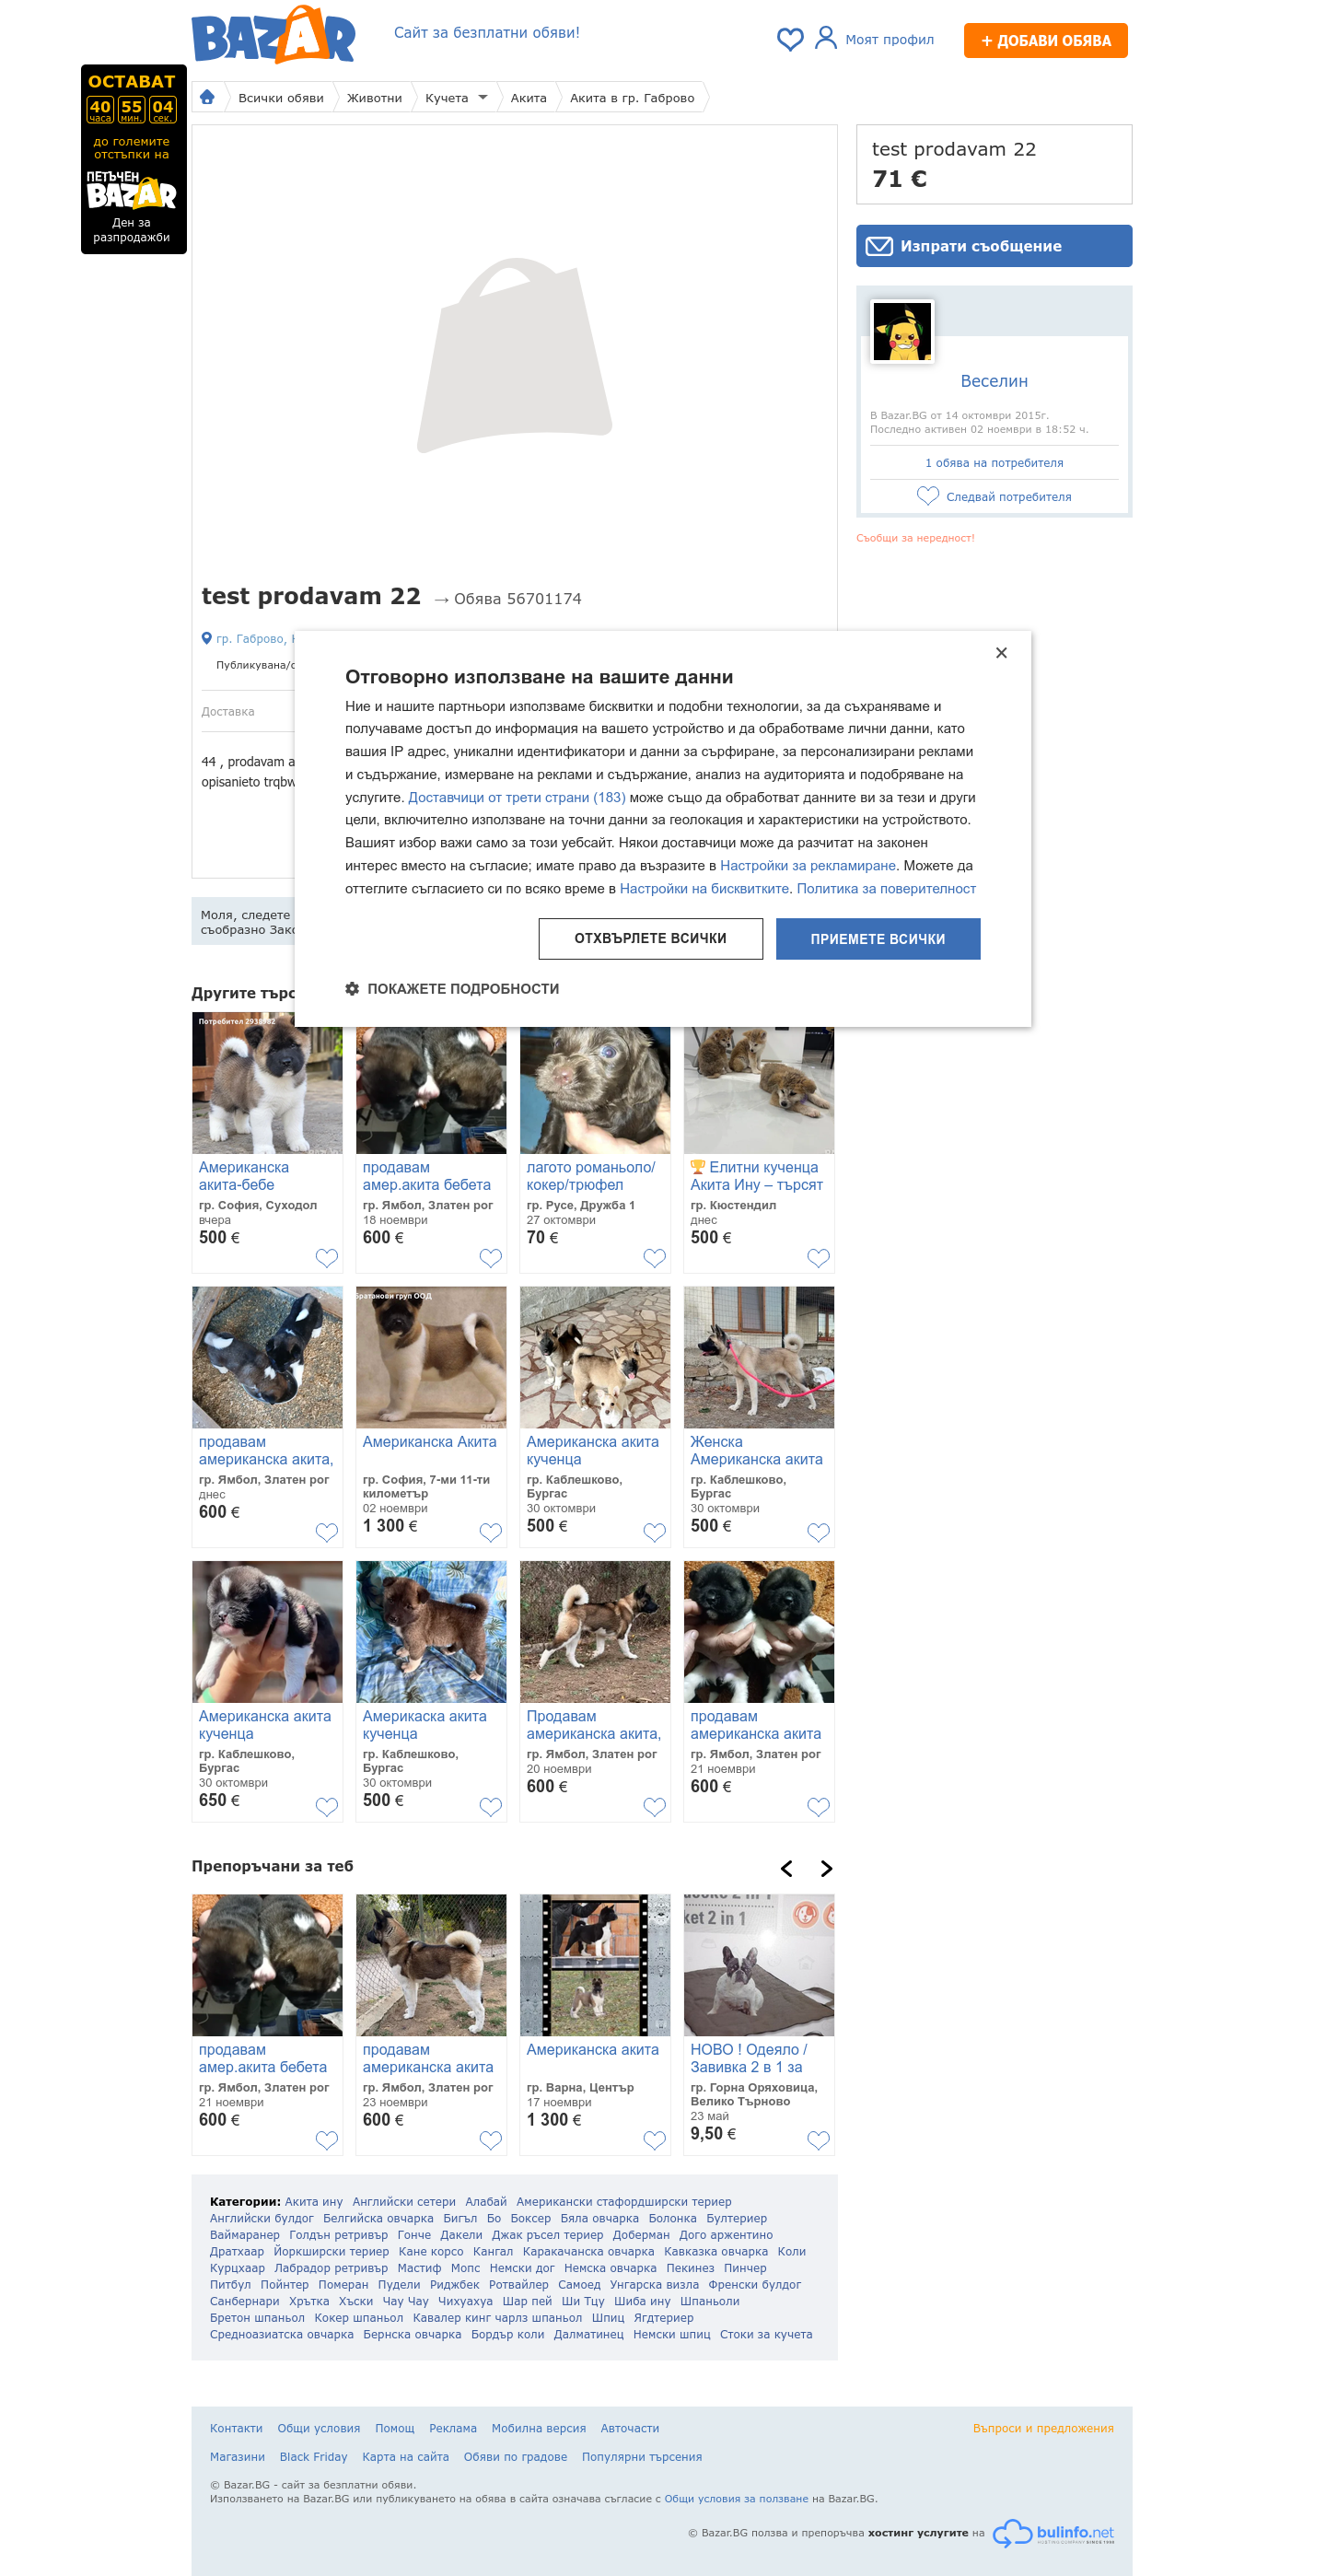 BAZAR
Сайт за безплатни обяви!
Моят профил
+ ДОБАВИ ОБЯВА
ОСТАВАТ
40 55 04
часа мин. сек.
до големите
отстъпки на
ПЕТЪЧЕН
BAZAR
Ден за
разпродажби
Всички обяви Животни Кучета Акита Акита в гр. Габрово
test prodavam 22
71 €
Изпрати съобщение
Веселин
В Bazar.BG от 14 октомври 2015г.
Последно активен 02 ноември в 18:52 ч.
1 обява на потребителя
Следвай потребителя
Съобщи за нередност!
test prodavam 22 → Обява 56701174
гр. Габрово,
Публикувана/
Доставка
44 , prodavam
opisanieto
Моля, следете
съобразно
Другите
×
Отговорно използване на вашите данни
Ние и нашите партньори използваме бисквитки и подобни технологии, за да съхраняваме и
получаваме достъп до информация на вашето устройство и да обработваме лични данни, като
вашия IP адрес, уникални идентификатори и данни за сърфиране, за персонализирани реклами
и съдържание, измерване на реклами и съдържание, анализ на аудиторията и подобряване на
услугите. Доставчици от трети страни (183) може също да обработват данните ви за тези и други
цели, включително използване на точни данни за геолокация и характеристики на устройството.
Вашият избор важи само за този уебсайт. Някои доставчици може да разчитат на законен
интерес вместо на съгласие; имате право да възразите в Настройки за рекламиране. Можете да
оттеглите съгласието си по всяко време в Настройки на бисквитките. Политика за поверителност
ОТХВЪРЛЕТЕ ВСИЧКИ ПРИЕМЕТЕ ВСИЧКИ
ПОКАЖЕТЕ ПОДРОБНОСТИ
Потребител 2938982
Американска
акита-бебе
гр. София, Суходол
вчера
500 €
продавам
амер.акита бебета
гр. Ямбол, Златен рог
18 ноември
600 €
лагото романьоло/
кокер/трюфел
гр. Русе, Дружба 1
27 октомври
70 €
🏆 Елитни кученца
Акита Ину – търсят
гр. Кюстендил
днес
500 €
продавам
американска акита,
гр. Ямбол, Златен рог
днес
600 €
братанови груп ООД
Американска Акита
гр. София, 7-ми 11-ти
километър
02 ноември
1 300 €
Американска акита
кученца
гр. Каблешково,
Бургас
30 октомври
500 €
Женска
Американска акита
гр. Каблешково,
Бургас
30 октомври
500 €
Американска акита
кученца
гр. Каблешково,
Бургас
30 октомври
650 €
Америкаска акита
кученца
гр. Каблешково,
Бургас
30 октомври
500 €
Продавам
американска акита,
гр. Ямбол, Златен рог
20 ноември
600 €
продавам
американска акита
гр. Ямбол, Златен рог
21 ноември
600 €
Препоръчани за теб
продавам
амер.акита бебета
гр. Ямбол, Златен рог
21 ноември
600 €
продавам
американска акита
гр. Ямбол, Златен рог
23 ноември
600 €
Американска акита
гр. Варна, Център
17 ноември
1 300 €
ket 2 in 1
НОВО ! Одеяло /
Завивка 2 в 1 за
гр. Горна Оряховица,
Велико Търново
23 май
9,50 €
Категории: Акита ину Английски сетери Алабай Американски стафордширски териер
Английски булдог Белгийска овчарка Бигъл Бо Боксер Бяла овчарка Болонка Бултериер
Ваймаранер Голдън ретривър Гонче Дакели Джак ръсел териер Доберман Дого аржентино
Дратхаар Йоркширски териер Кане корсо Кангал Каракачанска овчарка Кавказка овчарка Коли
Курцхаар Лабрадор ретривър Мастиф Мопс Немски дог Немска овчарка Пекинез Пинчер
Питбул Пойнтер Померан Пудели Риджбек Ротвайлер Самоед Унгарска визла Френски булдог
Санбернари Хрътка Хъски Чау Чау Чихуахуа Шар пей Ши Тцу Шиба ину Шпаньоли
Бретон шпаньол Кокер шпаньол Кавалер кинг чарлз шпаньол Шпиц Ягдтериер
Средноазиатска овчарка Бернска овчарка Бордър коли Далматинец Немски шпиц Стоки за кучета
Контакти Общи условия Помощ Реклама Мобилна версия Авточасти Въпроси и предложения
Магазини Black Friday Карта на сайта Обяви по градове Популярни търсения
© Bazar.BG - сайт за безплатни обяви.
Използването на Bazar.BG или публикуването на обява в сайта означава съгласие с Общи условия за ползване на Bazar.BG.
© Bazar.BG ползва и препоръчва хостинг услугите на bulinfo.net
HOSTING COMPANY SINCE 1998